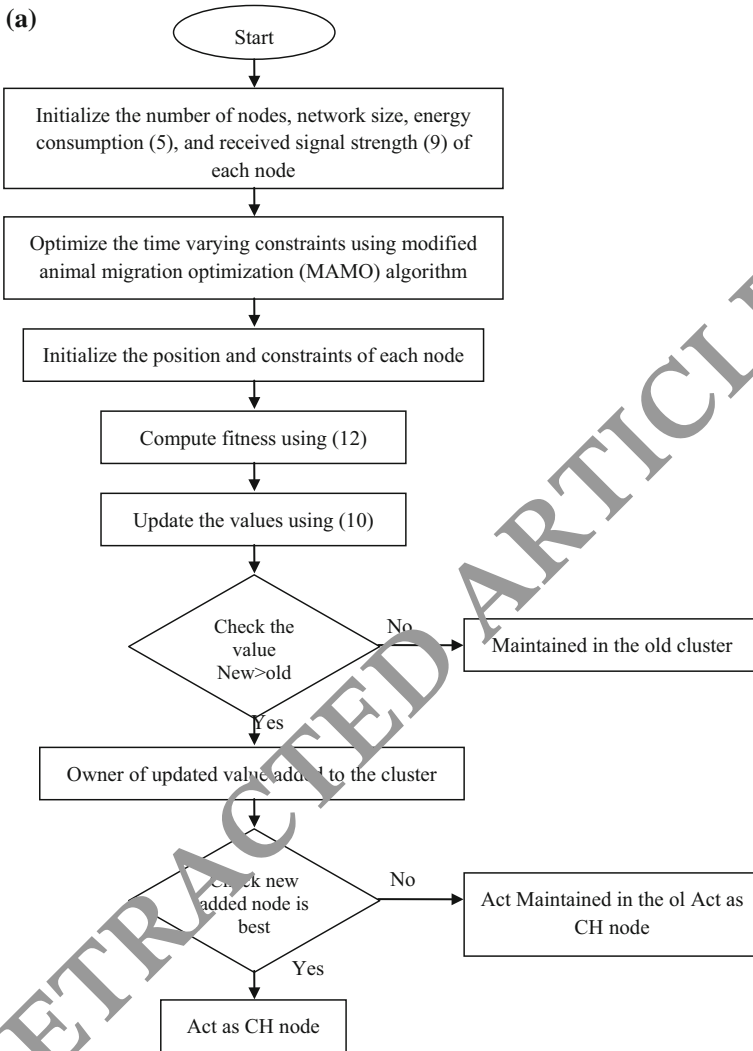 (a)
Start
Initialize the number of nodes, network size, energy
consumption (5), and received signal strength (9) of
each node
Optimize the time varying constraints using modified
animal migration optimization (MAMO) algorithm
Initialize the position and constraints of each node
Compute fitness using (12)
Update the values using (10)
Check the
value
New>old
No
Maintained in the old cluster
Yes
Owner of updated value added to the cluster
Check new
added node is
best
No
Act Maintained in the ol Act as
CH node
Yes
Act as CH node
ETRACTED ARTICLE